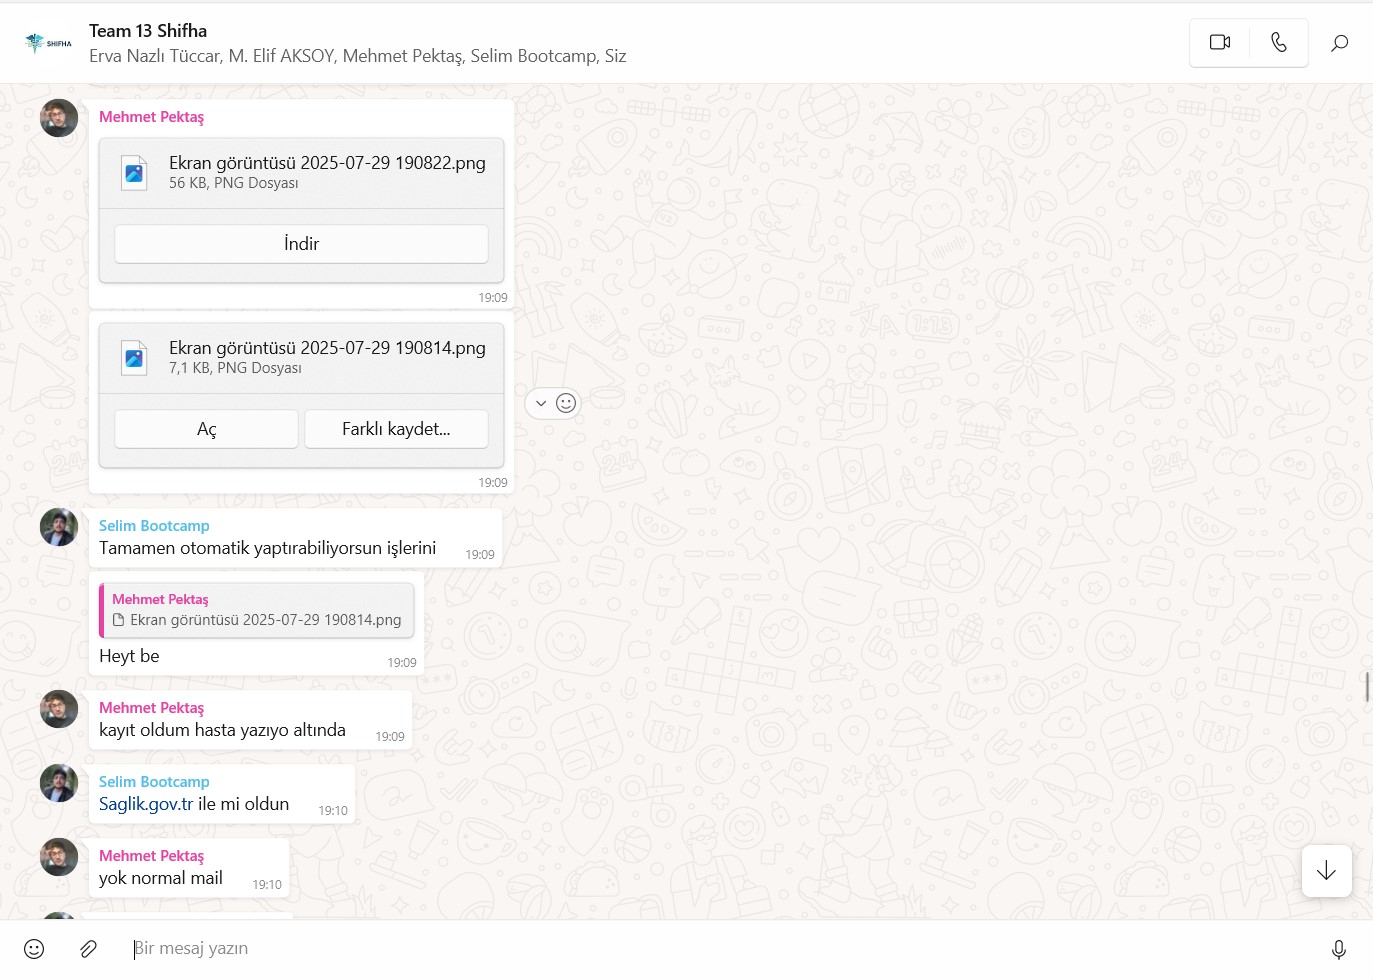 SHIFHA
Team 13 Shifha
Erva Nazlı Tüccar, M. Elif AKSOY, Mehmet Pektaş, Selim Bootcamp, Siz
Mehmet Pektaş
Ekran görüntüsü 2025-07-29 190822.png
56 KB, PNG Dosyası
İndir
19:09
Ekran görüntüsü 2025-07-29 190814.png
7,1 KB, PNG Dosyası
Aç Farklı kaydet...
19:09
Selim Bootcamp
Tamamen otomatik yaptırabiliyorsun işlerini 19:09
Mehmet Pektaş
Ekran görüntüsü 2025-07-29 190814.png
Heyt be 19:09
Mehmet Pektaş
kayıt oldum hasta yazıyo altında 19:09
Selim Bootcamp
Saglik.gov.tr ile mi oldun 19:10
Mehmet Pektaş
yok normal mail 19:10
Bir mesaj yazın